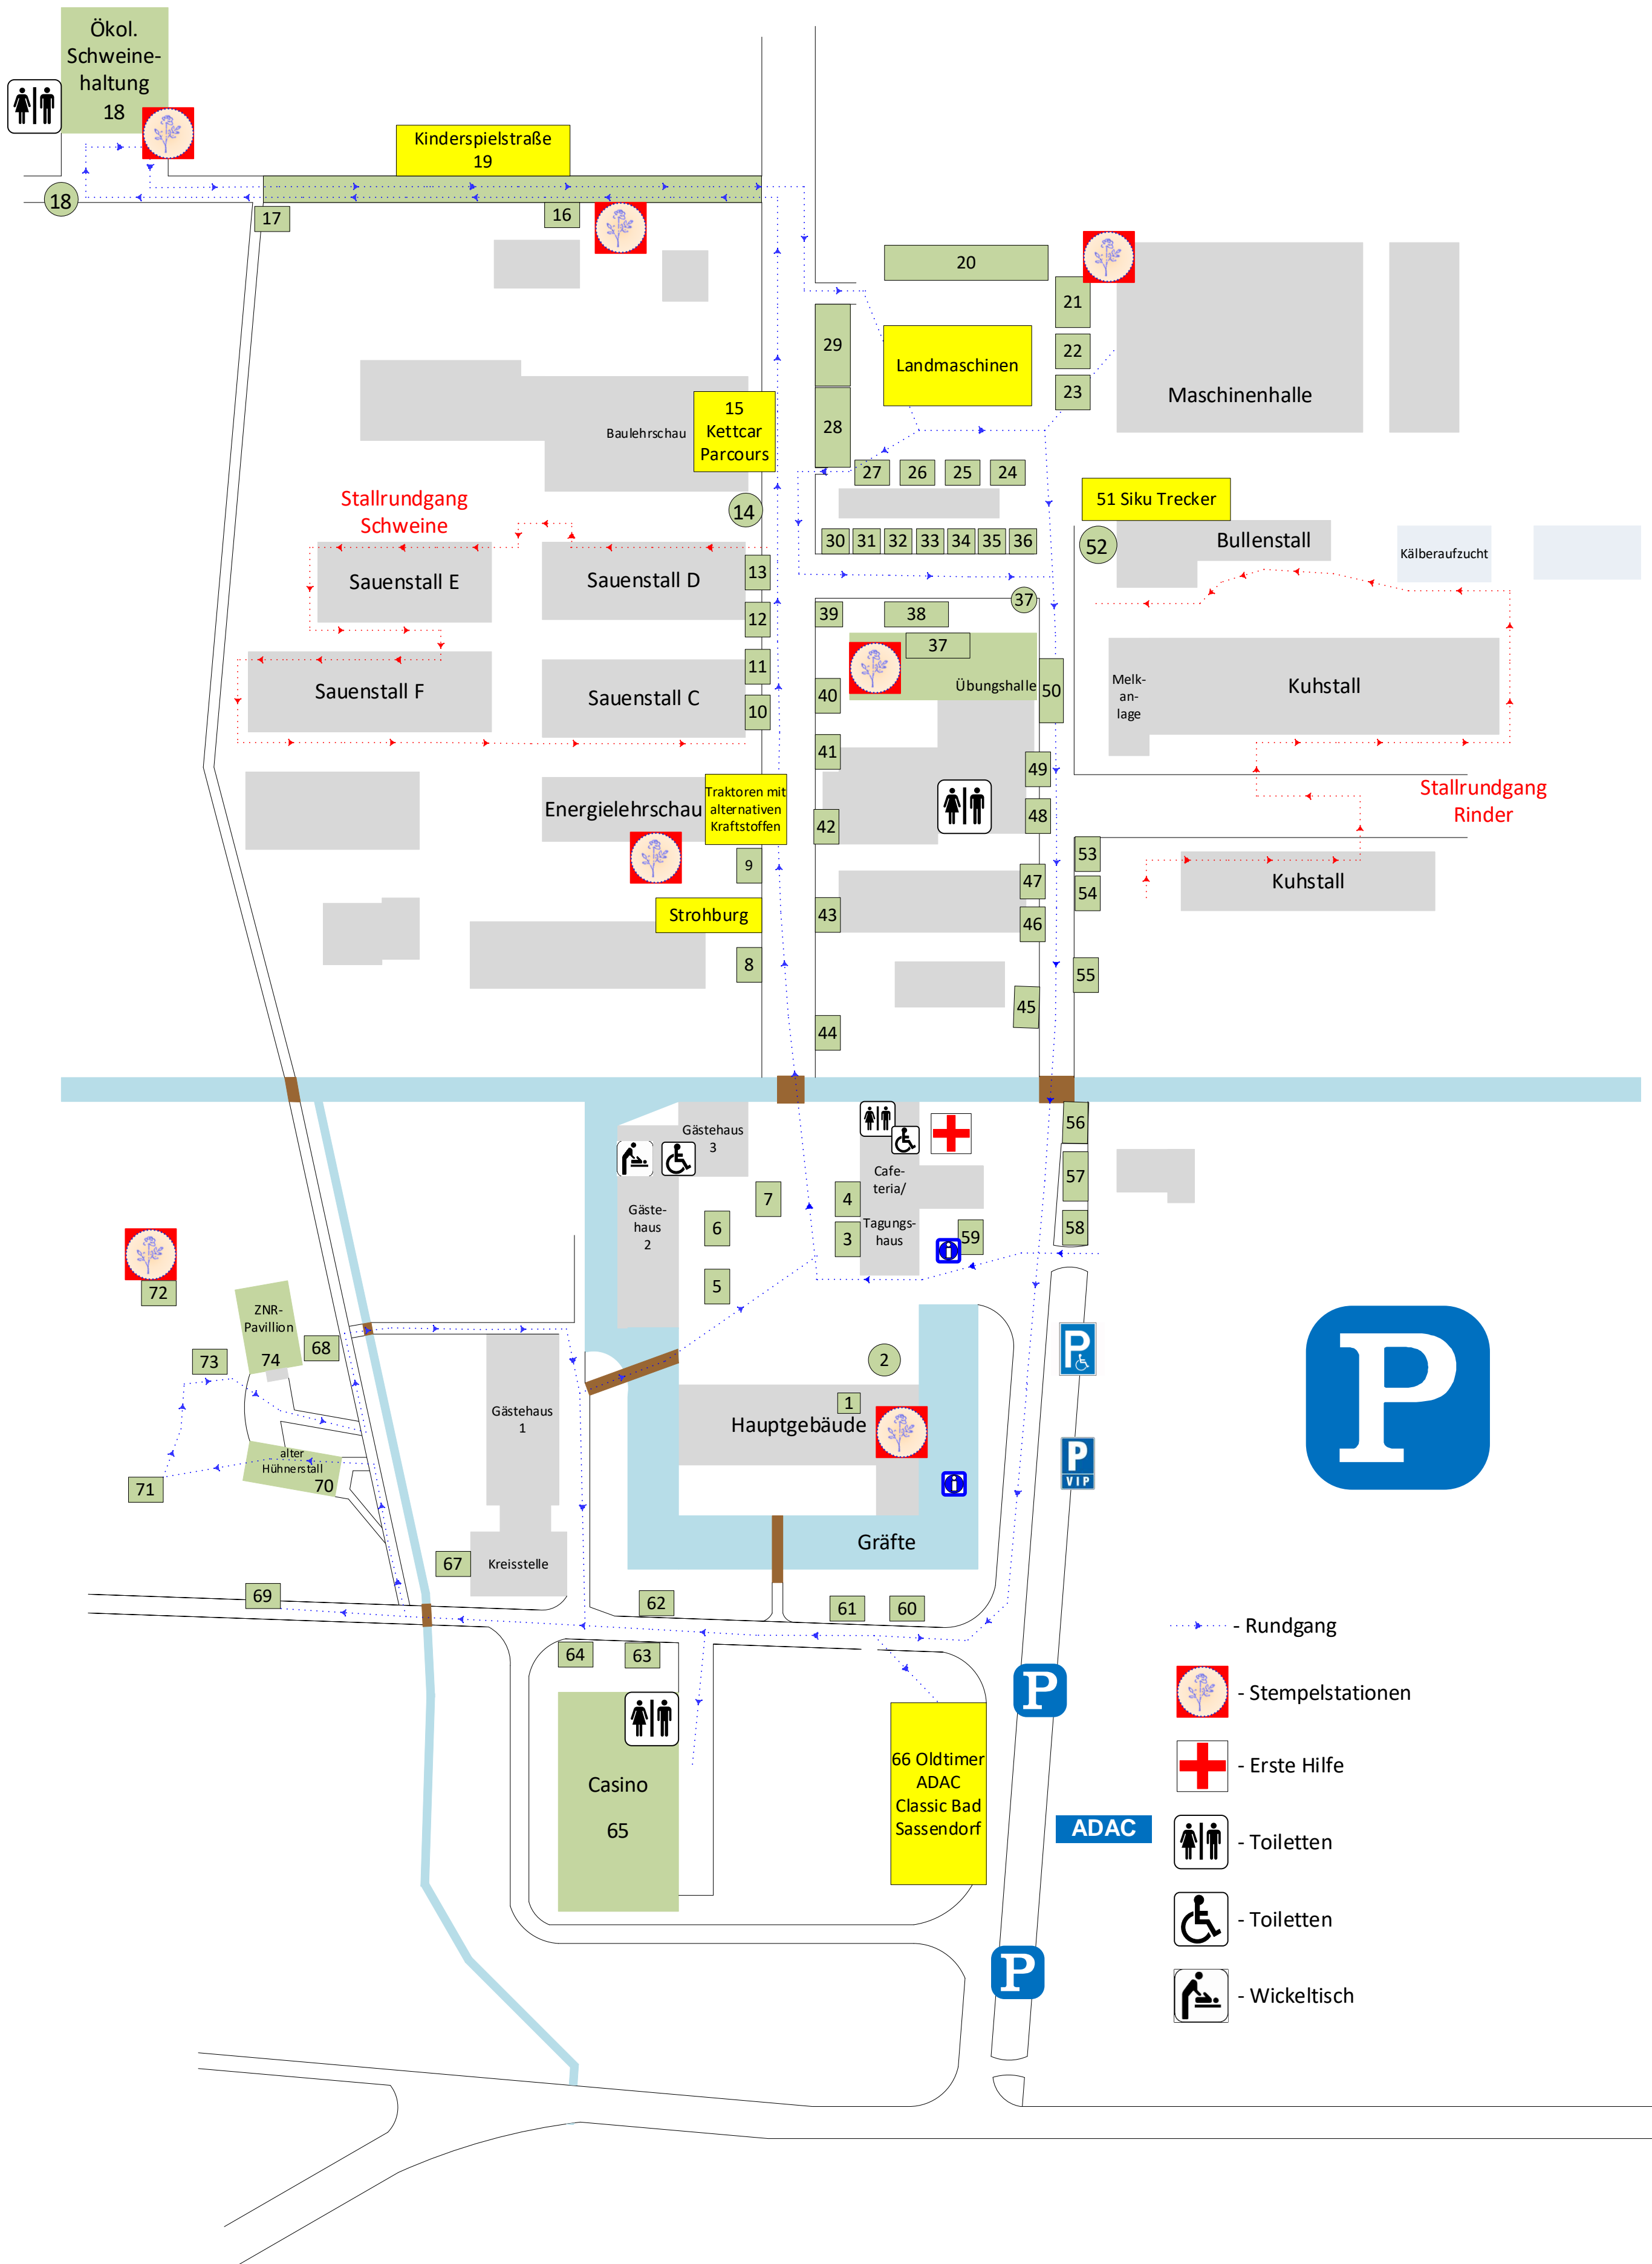 Ökol.
Schweine-
haltung
18
Kinderspielstraße
19
18
17
16
20
21
22
23
29
28
Landmaschinen
Maschinenhalle
15
Kettcar
Parcours
Baulehrschau
27
26
25
24
14
Stallrundgang
Schweine
51 Siku Trecker
52
Bullenstall
Kälberaufzucht
30
31
32
33
34
35
36
Sauenstall E
Sauenstall D
13
12
37
39
38
37
Übungshalle
50
40
Sauenstall F
Sauenstall C
11
10
Melk-
an-
lage
Kuhstall
41
49
Energielehrschau
Traktoren mit
alternativen
Kraftstoffen
42
48
Stallrundgang
Rinder
9
53
54
Kuhstall
47
46
Strohburg
43
8
55
45
44
Gästehaus
3
56
57
58
Cafe-
teria/
Tagungs-
haus
7
4
3
6
5
Gäste-
haus
2
59
i
72
ZNR-
Pavillion
74
68
73
2
P
P
1
Hauptgebäude
Gästehaus
1
alter
Hühnerstall
70
71
P
VIP
i
Gräfte
67
Kreisstelle
69
62
61
60
64
63
- Rundgang
P
- Stempelstationen
66 Oldtimer
ADAC
Classic Bad
Sassendorf
Casino
65
- Erste Hilfe
ADAC
- Toiletten
- Toiletten
P
- Wickeltisch